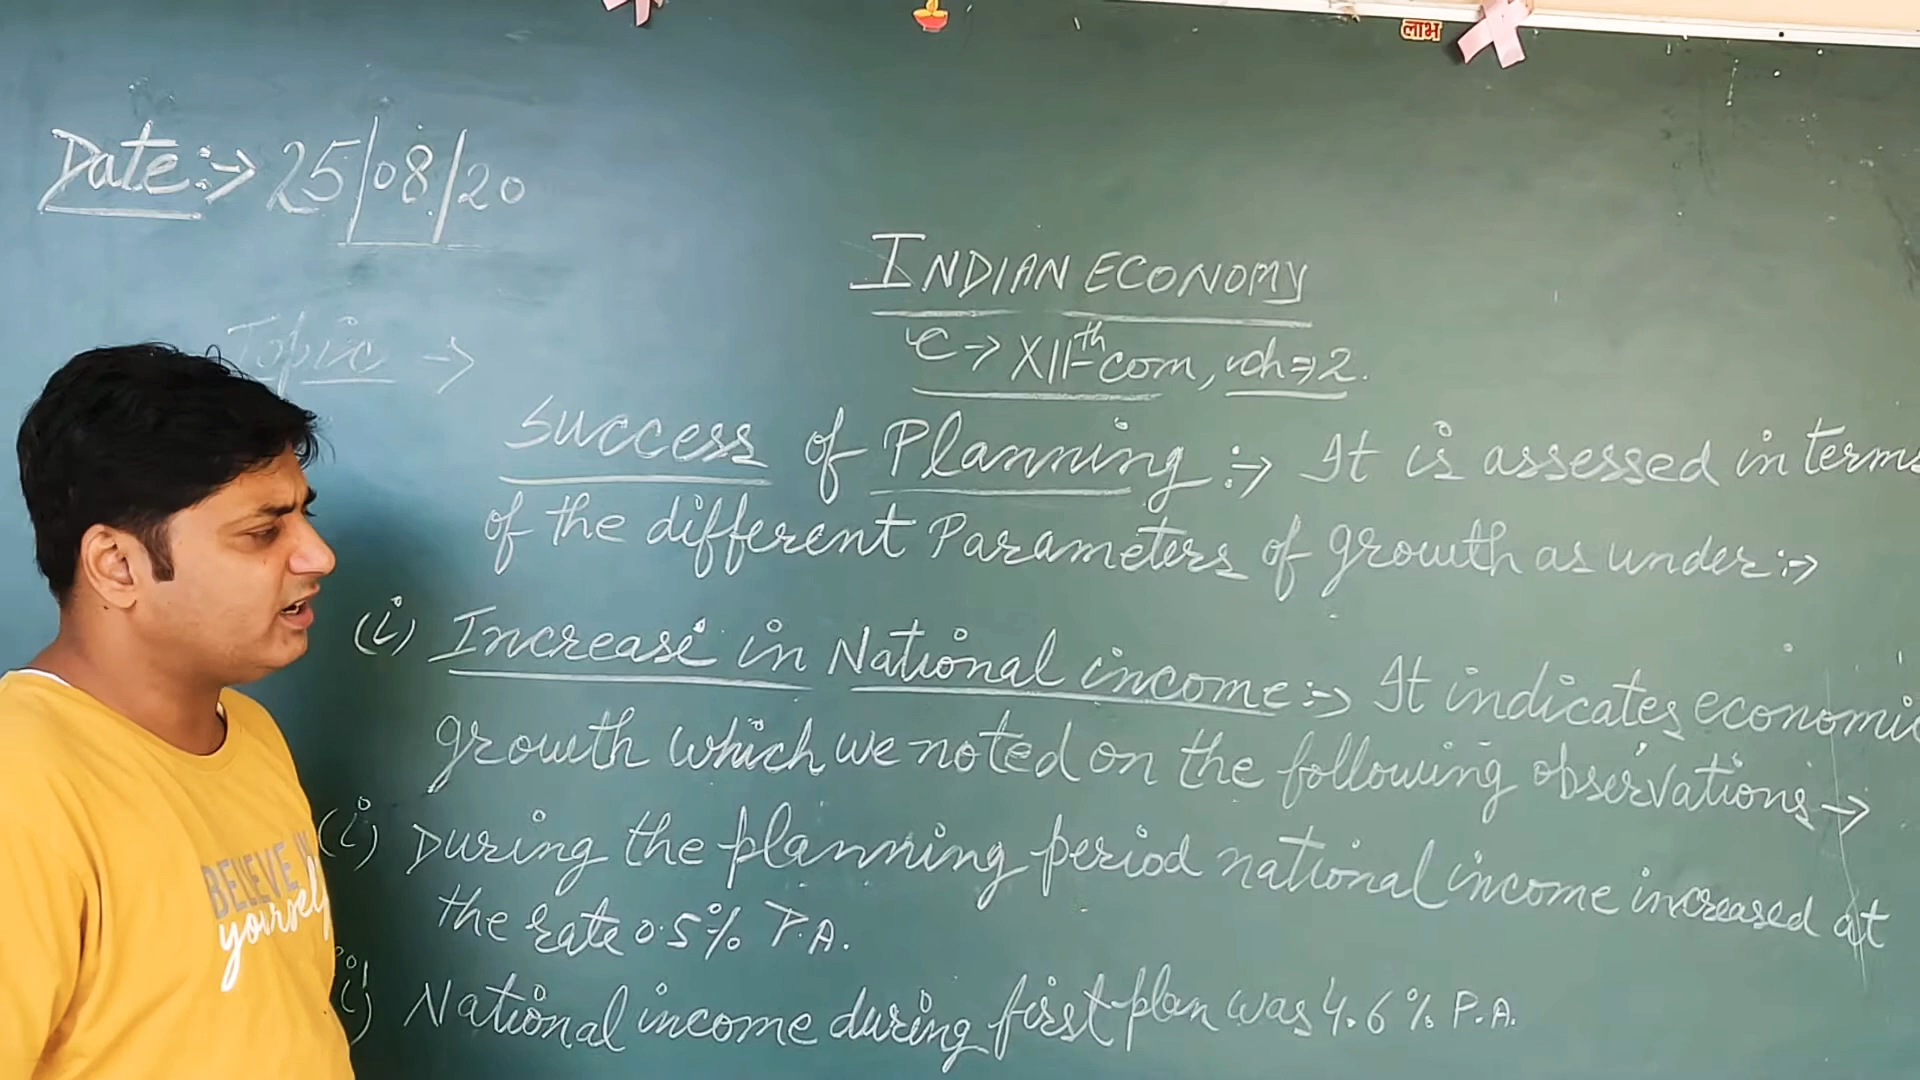 लाभ
Date:-> 25/08/20
INDIAN ECONOMY
C-> XIIth com, ch=>2.
Topic ->
Success of Planning:-> It is assessed in terms
of the different Parameters of growth as under:->
(i) Increase in National income:-> It indicates economic
growth which we noted on the following observations->
(i) During the planning period national income increased at
the rate 0.5% P.A.
(ii) National income during first plan was 4.6% P.A.
BELIEVE IN
yourself